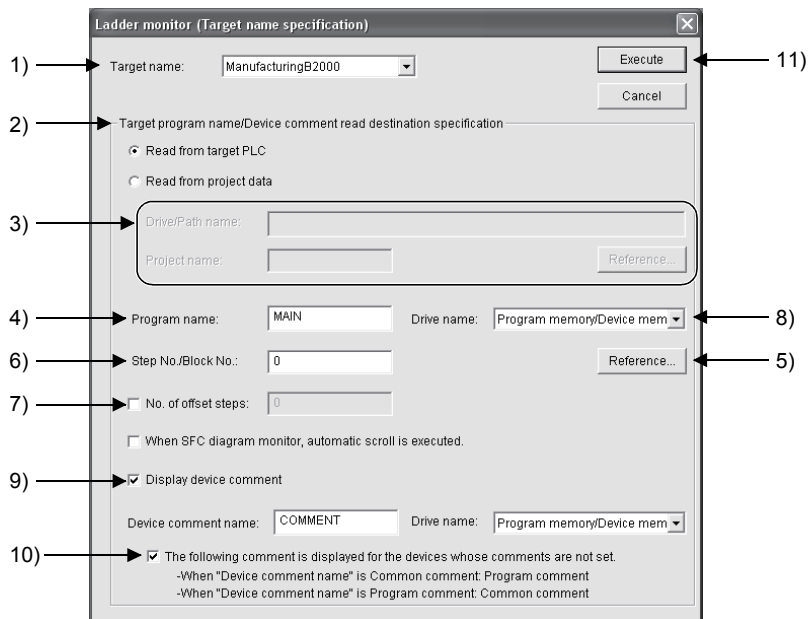 Ladder monitor (Target name specification)
1) Target name: ManufacturingB2000 Execute 11)
Cancel
2) Target program name/Device comment read destination specification
Read from target PLC
Read from project data
3) Drive/Path name:
Project name: Reference...
4) Program name: MAIN Drive name: Program memory/Device mem 8)
6) Step No./Block No.: 0 Reference... 5)
7) No. of offset steps: 0
When SFC diagram monitor, automatic scroll is executed.
9) Display device comment
Device comment name: COMMENT Drive name: Program memory/Device mem
10) The following comment is displayed for the devices whose comments are not set.
-When "Device comment name" is Common comment: Program comment
-When "Device comment name" is Program comment: Common comment